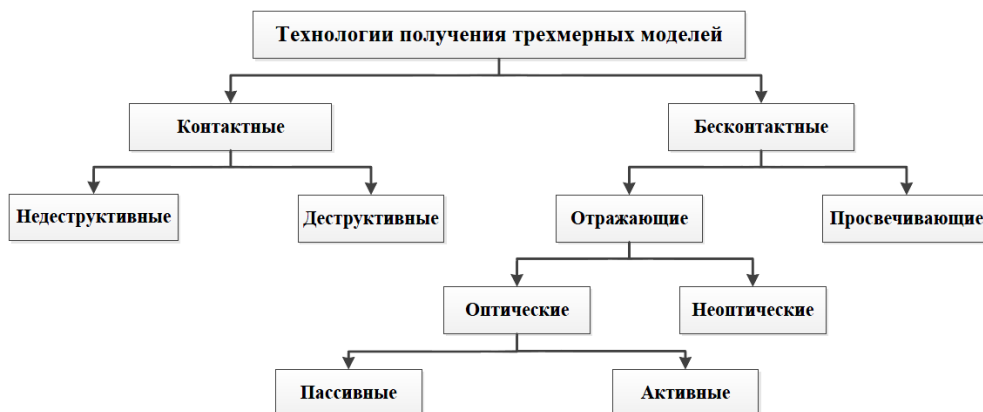 Технологии получения трехмерных моделей
Контактные
Бесконтактные
Недеструктивные
Деструктивные
Отражающие
Просвечивающие
Оптические
Неоптические
Пассивные
Активные